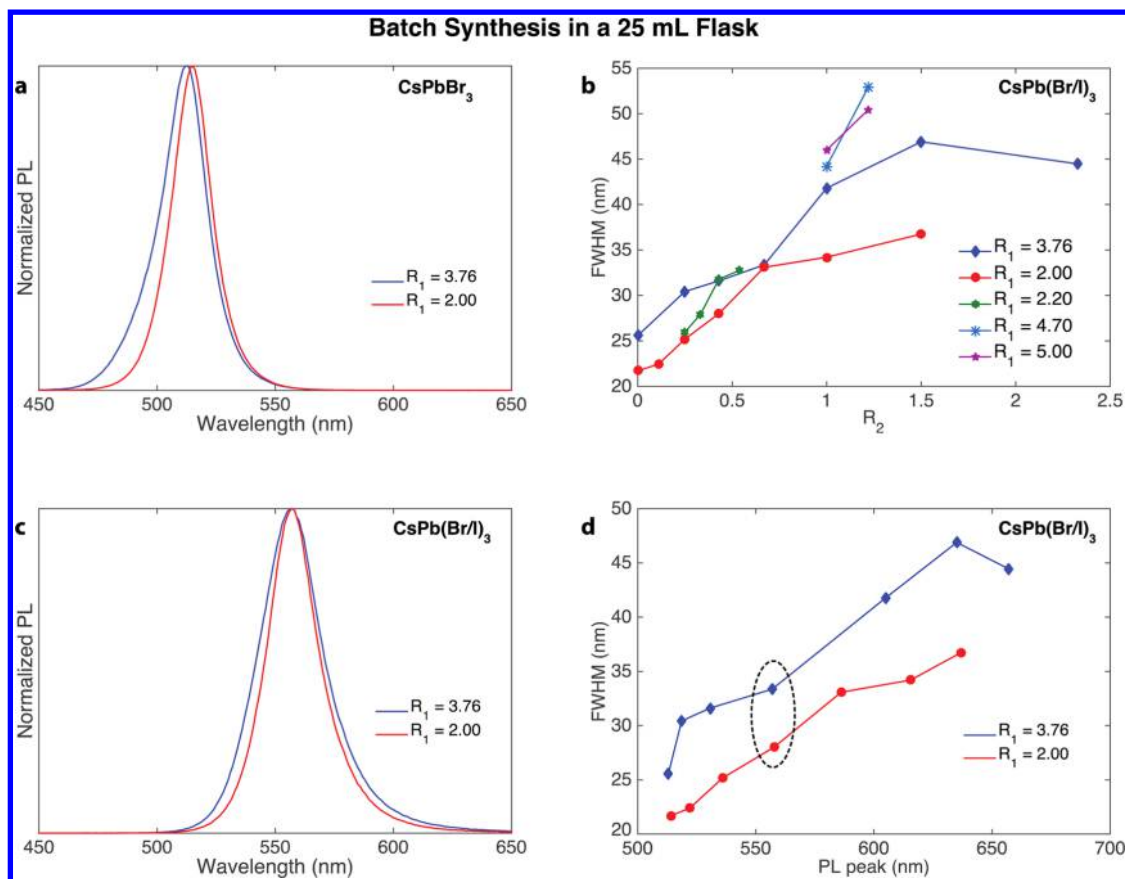 Batch Synthesis in a 25 mL Flask
a
CsPbBr3
Normalized PL
R1 = 3.76
R1 = 2.00
450 500 550 600 650
Wavelength (nm)
b
CsPb(Br/I)3
FWHM (nm)
55
50
45
40
35
30
25
20
R1 = 3.76
R1 = 2.00
R1 = 2.20
R1 = 4.70
R1 = 5.00
0 0.5 1 1.5 2 2.5
R2
c
CsPb(Br/I)3
Normalized PL
R1 = 3.76
R1 = 2.00
450 500 550 600 650
Wavelength (nm)
d
CsPb(Br/I)3
FWHM (nm)
50
45
40
35
30
25
20
R1 = 3.76
R1 = 2.00
500 550 600 650 700
PL peak (nm)